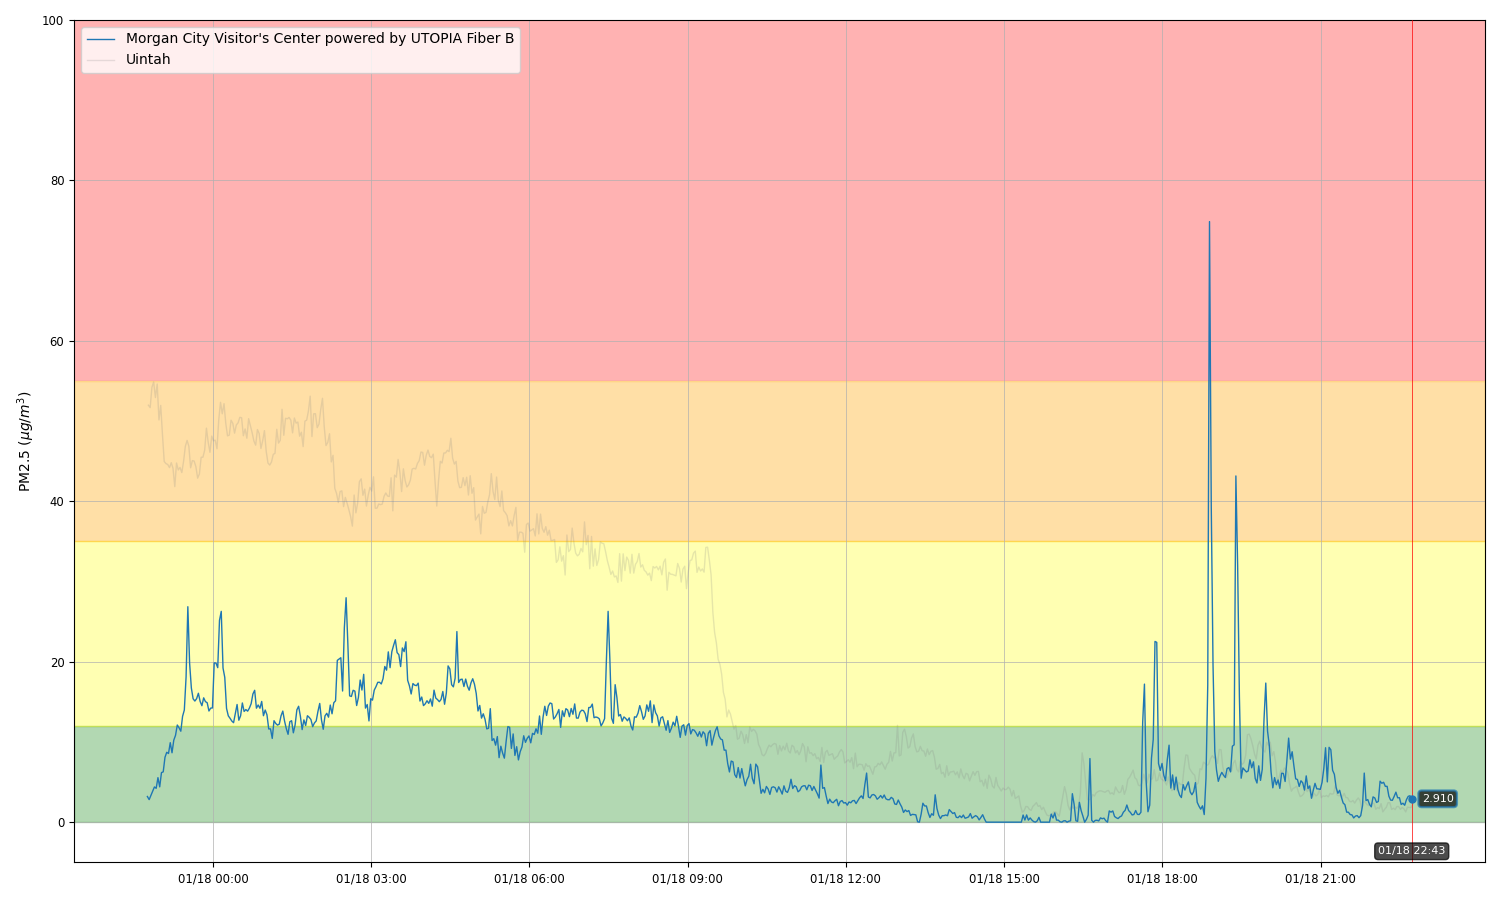 100
80
60
40
20
0
PM2.5 (μg/m³)
Morgan City Visitor's Center powered by UTOPIA Fiber B
Uintah
2.910
01/18 22:43
01/18 00:00 01/18 03:00 01/18 06:00 01/18 09:00 01/18 12:00 01/18 15:00 01/18 18:00 01/18 21:00